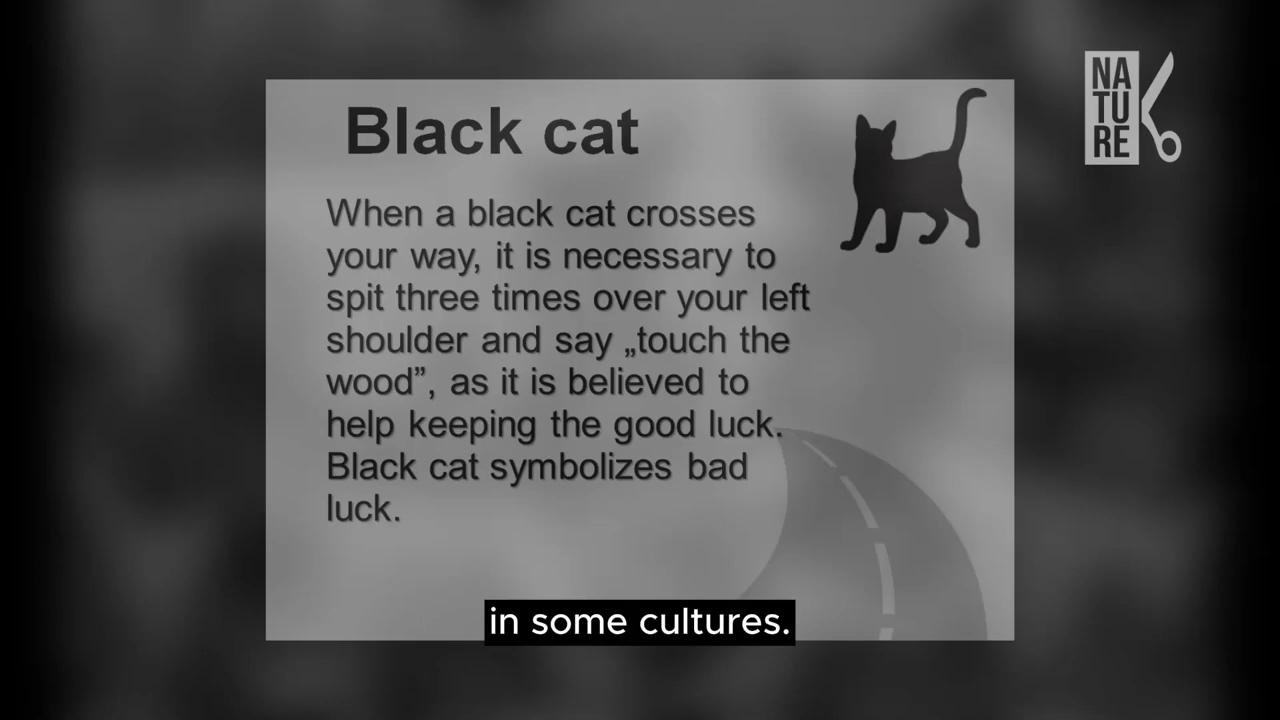 Black cat
When a black cat crosses
your way, it is necessary to
spit three times over your left
shoulder and say „touch the
wood”, as it is believed to
help keeping the good luck.
Black cat symbolizes bad
luck.
in some cultures.
NA
TU
RE